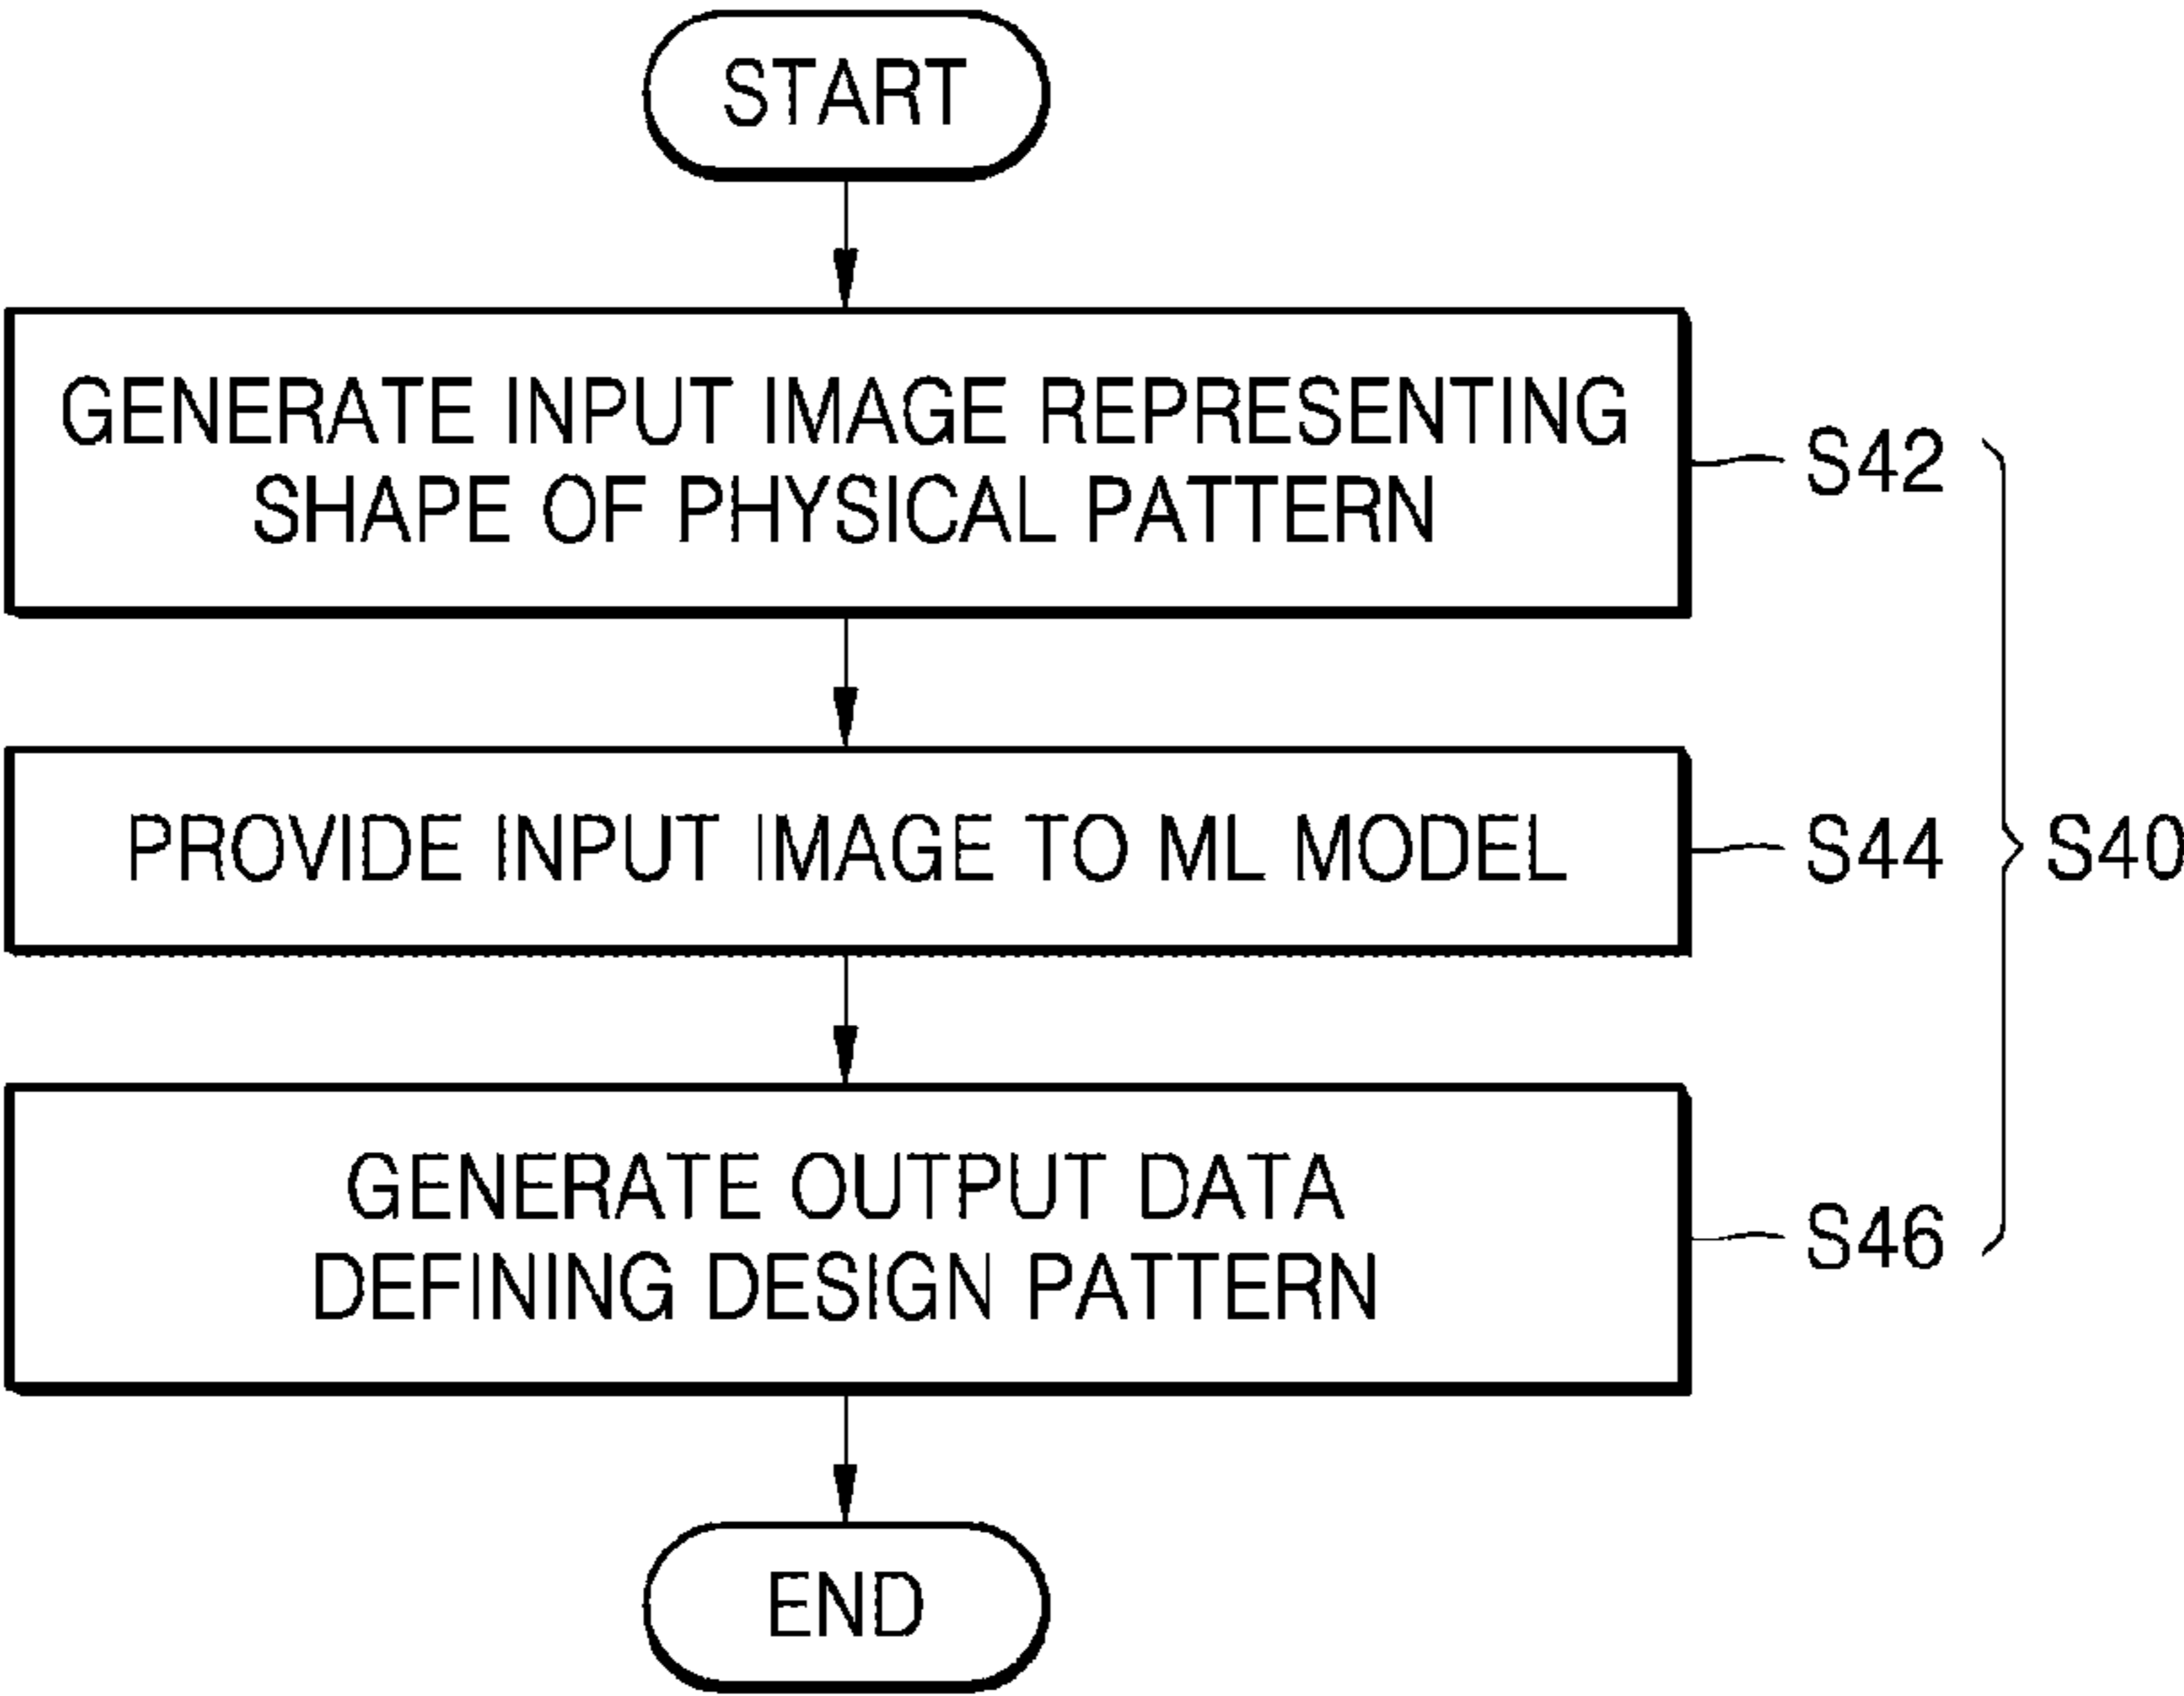 START
GENERATE INPUT IMAGE REPRESENTING
SHAPE OF PHYSICAL PATTERN
S42
PROVIDE INPUT IMAGE TO ML MODEL
S44
S40
GENERATE OUTPUT DATA
DEFINING DESIGN PATTERN
S46
END